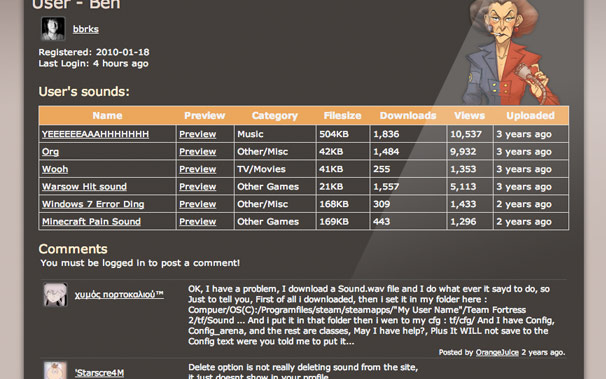 User - Ben
bbrks
Registered: 2010-01-18
Last Login: 4 hours ago
User's sounds:
Name Preview Category Filesize Downloads Views Uploaded
YEEEEEEAAAHHHHHHH Preview Music 504KB 1,836 10,537 3 years ago
Org Preview Other/Misc 42KB 1,484 9,932 3 years ago
Wooh Preview TV/Movies 41KB 255 1,353 3 years ago
Warsow Hit sound Preview Other Games 21KB 1,557 5,113 3 years ago
Windows 7 Error Ding Preview Other/Misc 168KB 309 1,433 2 years ago
Minecraft Pain Sound Preview Other Games 169KB 443 1,296 2 years ago
Comments
You must be logged in to post a comment!
χυμός πορτοκαλιού™
OK, I have a problem, I download a Sound.wav file and I do what ever it sayd to do, so
Just to tell you, First of all i downloaded, then i set it in my folder here :
Compuer/OS(C):/Programfiles/steam/steamapps/"My User Name"/Team Fortress
2/tf/Sound ... And i put it in that folder then i wen to my cfg : tf/cfg/ And I have Config,
Config_arena, and the rest are classes, May I have help?, Plus It WILL not save to the
Config text were you told me to put it...
Posted by OrangeJuice 2 years ago.
'Starscre4M
Delete option is not really deleting sound from the site,
it just doesnt show in your profile